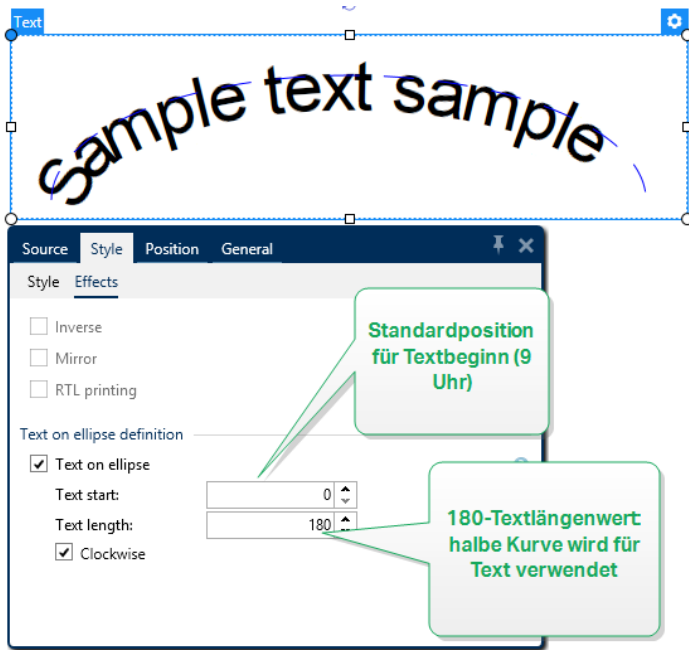 Text
Sample text sample
Source Style Position General
Style Effects
Inverse
Mirror
RTL printing
Standardposition
für Textbeginn (9
Uhr)
Text on ellipse definition
Text on ellipse
Text start: 0
Text length: 180
Clockwise
180-Textlängenwert:
halbe Kurve wird für
Text verwendet